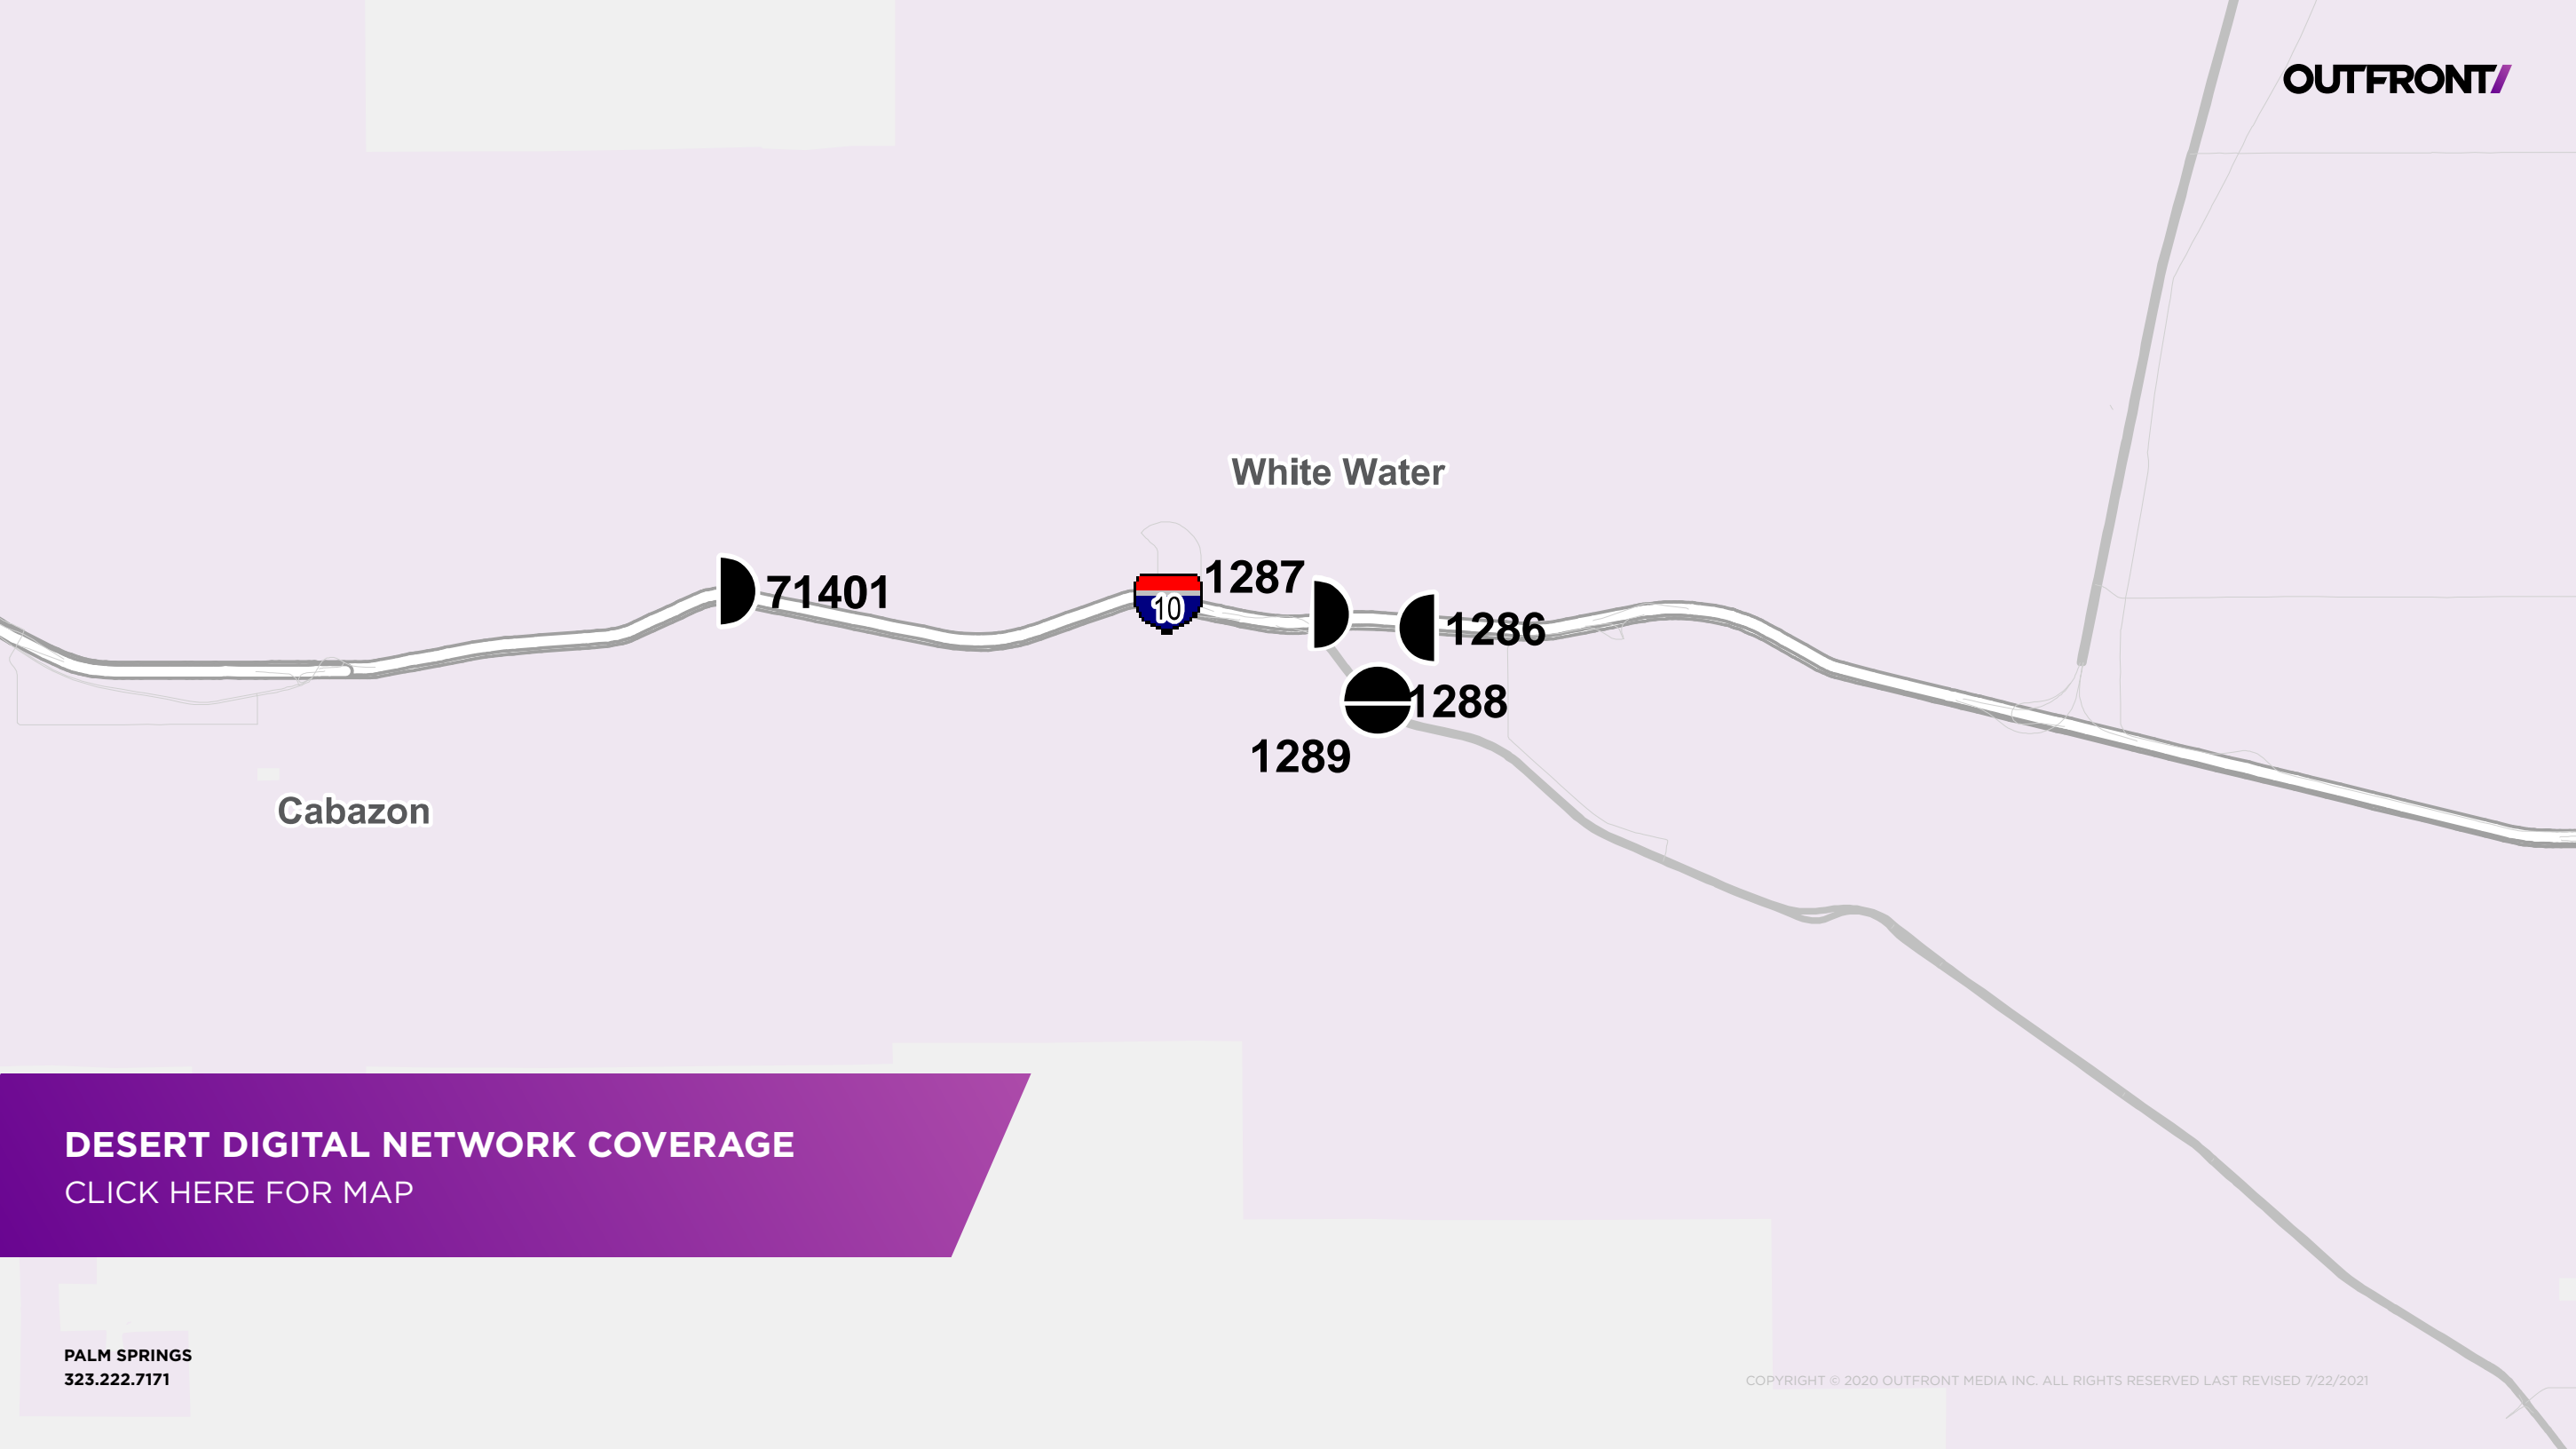 OUTFRONT/
White Water
1287
71401
10
1286
1288
1289
Cabazon
DESERT DIGITAL NETWORK COVERAGE
CLICK HERE FOR MAP
PALM SPRINGS
323.222.7171
COPYRIGHT © 2020 OUTFRONT MEDIA INC. ALL RIGHTS RESERVED LAST REVISED 7/22/2021